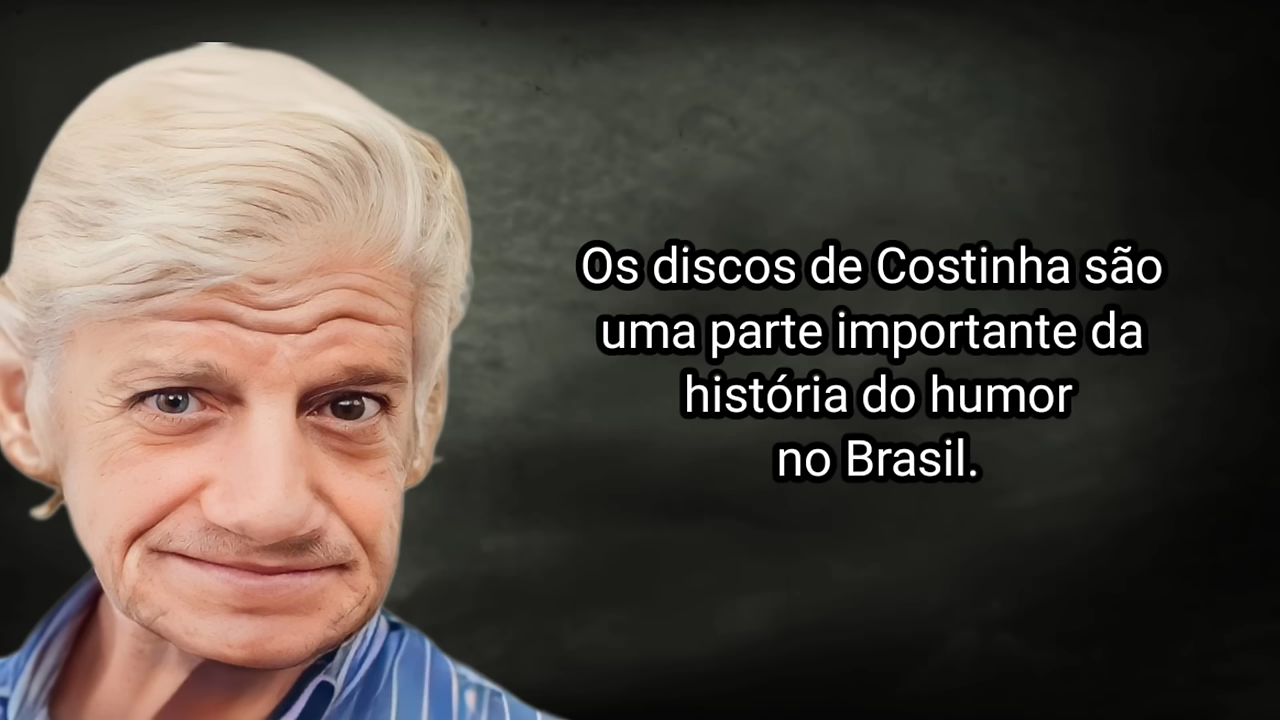 Os discos de Costinha são
uma parte importante da
história do humor
no Brasil.